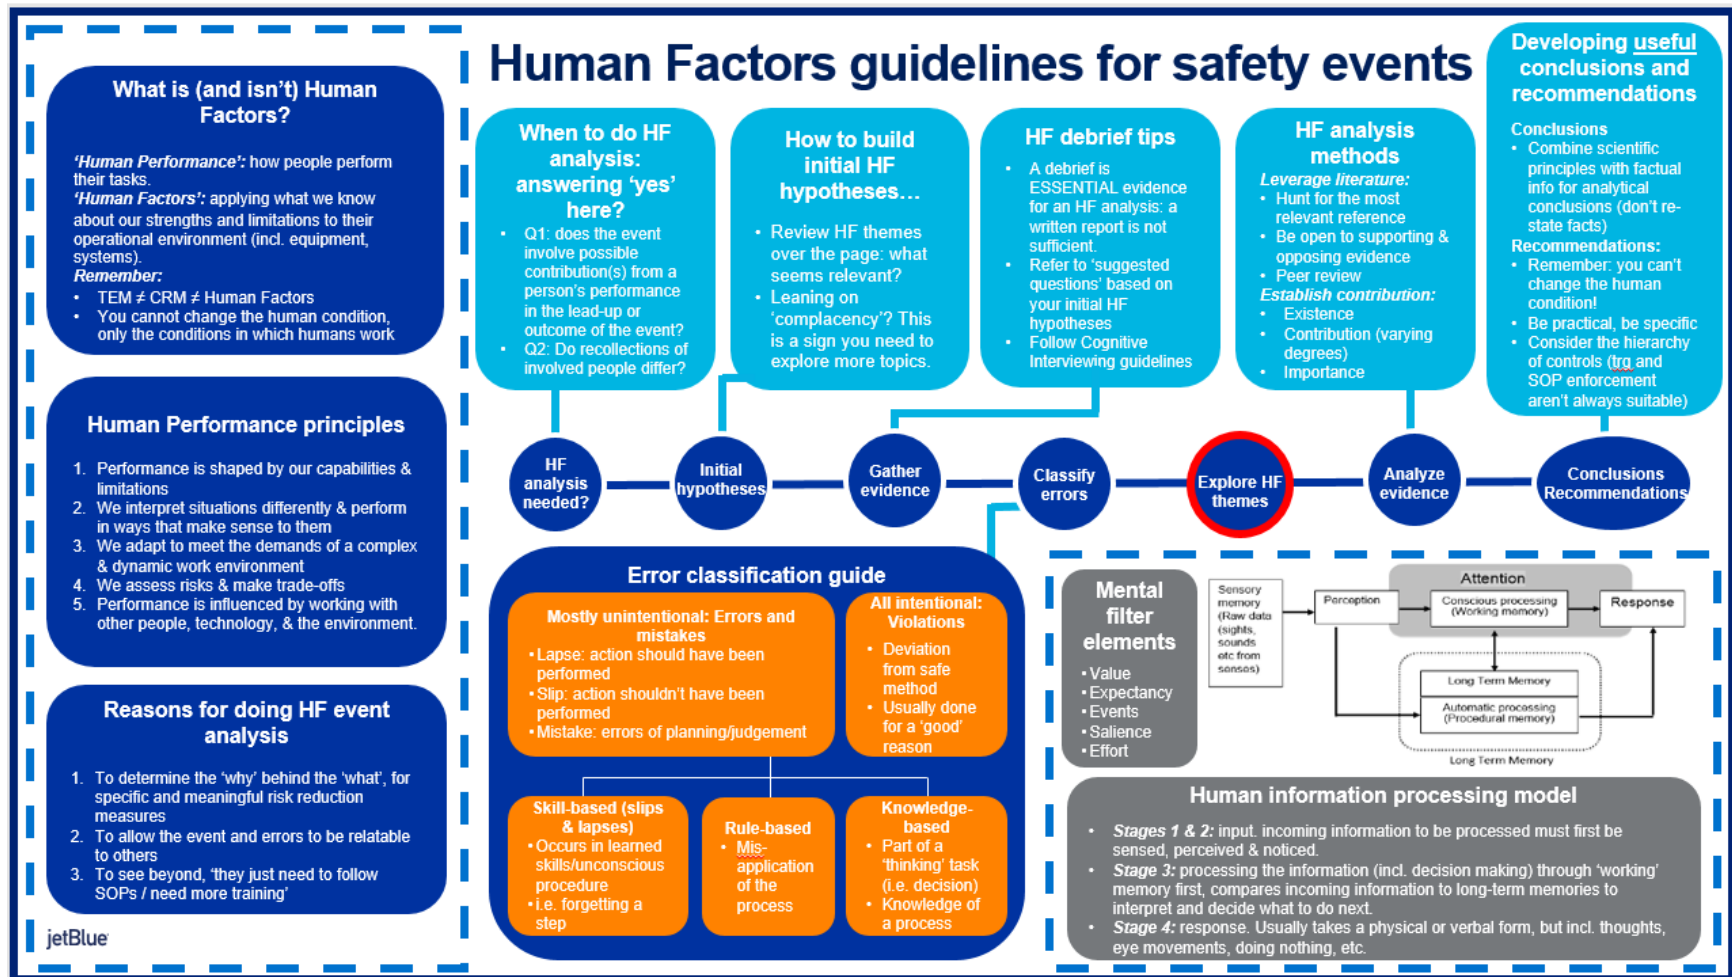 Human Factors guidelines for safety events
What is (and isn't) Human
Factors?
'Human Performance': how people perform
their tasks.
'Human Factors': applying what we know
about our strengths and limitations to their
operational environment (incl. equipment,
systems).
Remember:
• TEM ≠ CRM ≠ Human Factors
• You cannot change the human condition,
only the conditions in which humans work
Human Performance principles
1. Performance is shaped by our capabilities &
limitations
2. We interpret situations differently & perform
in ways that make sense to them
3. We adapt to meet the demands of a complex
& dynamic work environment
4. We assess risks & make trade-offs
5. Performance is influenced by working with
other people, technology, & the environment.
Reasons for doing HF event
analysis
1. To determine the 'why' behind the 'what', for
specific and meaningful risk reduction
measures
2. To allow the event and errors to be relatable
to others
3. To see beyond, 'they just need to follow
SOPs / need more training'
jetBlue
When to do HF
analysis:
answering 'yes'
here?
• Q1: does the event
involve possible
contribution(s) from a
person's performance
in the lead-up or
outcome of the event?
• Q2: Do recollections of
involved people differ?
How to build
initial HF
hypotheses...
• Review HF themes
over the page: what
seems relevant?
• Leaning on
'complacency'? This
is a sign you need to
explore more topics.
HF debrief tips
• A debrief is
ESSENTIAL evidence
for an HF analysis: a
written report is not
sufficient.
• Refer to 'suggested
questions' based on
your initial HF
hypotheses
• Follow Cognitive
Interviewing guidelines
HF analysis
methods
Leverage literature:
• Hunt for the most
relevant reference
• Be open to supporting &
opposing evidence
• Peer review
Establish contribution:
• Existence
• Contribution (varying
degrees)
• Importance
Developing useful
conclusions and
recommendations
Conclusions
• Combine scientific
principles with factual
info for analytical
conclusions (don't re-
state facts)
Recommendations:
• Remember: you can't
change the human
condition!
• Be practical, be specific
• Consider the hierarchy
of controls (trg and
SOP enforcement
aren't always suitable)
HF
analysis
needed?
Initial
hypotheses
Gather
evidence
Classify
errors
Explore HF
themes
Analyze
evidence
Conclusions
Recommendations
Error classification guide
Mostly unintentional: Errors and
mistakes
• Lapse: action should have been
performed
• Slip: action shouldn't have been
performed
• Mistake: errors of planning/judgement
All intentional:
Violations
• Deviation
from safe
method
• Usually done
for a 'good'
reason
Skill-based (slips
& lapses)
• Occurs in learned
skills/unconscious
procedure
• i.e. forgetting a
step
Rule-based
• Mis-
application
of the
process
Knowledge-
based
• Part of a
'thinking' task
(i.e. decision)
• Knowledge of
a process
Mental
filter
elements
• Value
• Expectancy
• Events
• Salience
• Effort
Sensory
memory
(Raw data
(sights,
sounds
etc from
senses)
Perception
Attention
Conscious processing
(Working memory)
Response
Long Term Memory
Automatic processing
(Procedural memory)
Long Term Memory
Human information processing model
• Stages 1 & 2: input. incoming information to be processed must first be
sensed, perceived & noticed.
• Stage 3: processing the information (incl. decision making) through 'working'
memory first, compares incoming information to long-term memories to
interpret and decide what to do next.
• Stage 4: response. Usually takes a physical or verbal form, but incl. thoughts,
eye movements, doing nothing, etc.